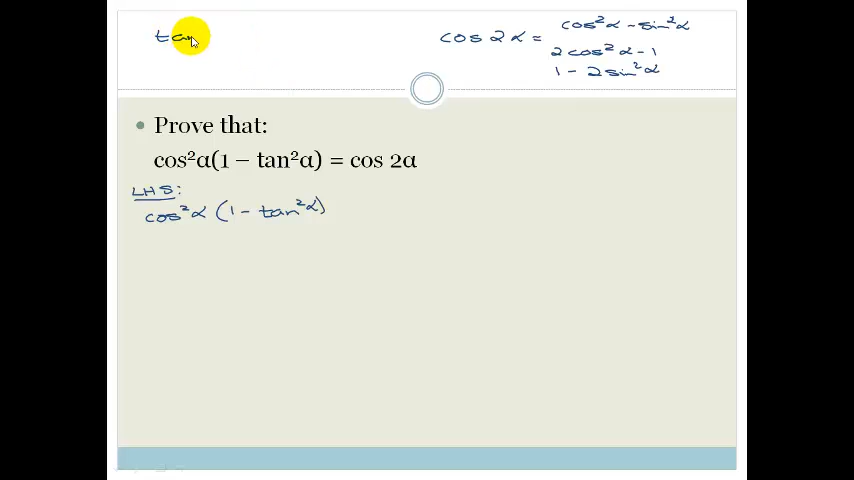 tan
cos 2α = cos²α - sin²α
2cos²α - 1
1 - 2sin²α
Prove that:
cos²α(1 – tan²α) = cos 2α
LHS:
cos²α (1 - tan²α)